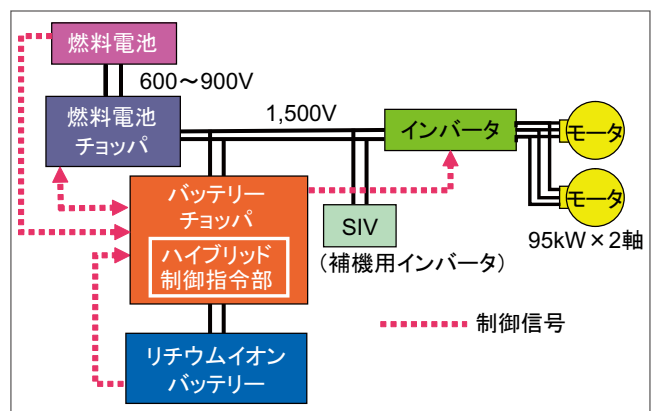 燃料電池
600～900V
燃料電池
チョッパ
1,500V
インバータ
モータ
モータ
95kW×2軸
バッテリー
チョッパ
ハイブリッド
制御指令部
SIV
（補機用インバータ）
制御信号
リチウムイオン
バッテリー